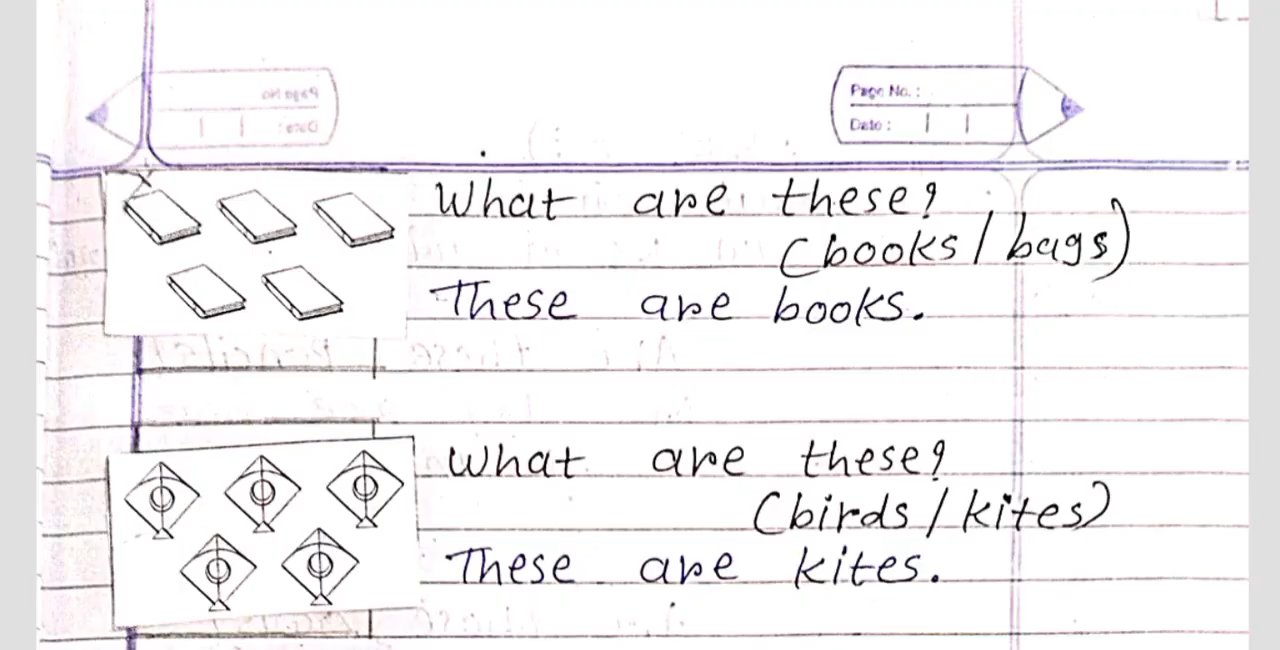 Page No. :
Date :
What are these?
(books / bags)
These are books.
What are these?
(birds / kites)
These are kites.